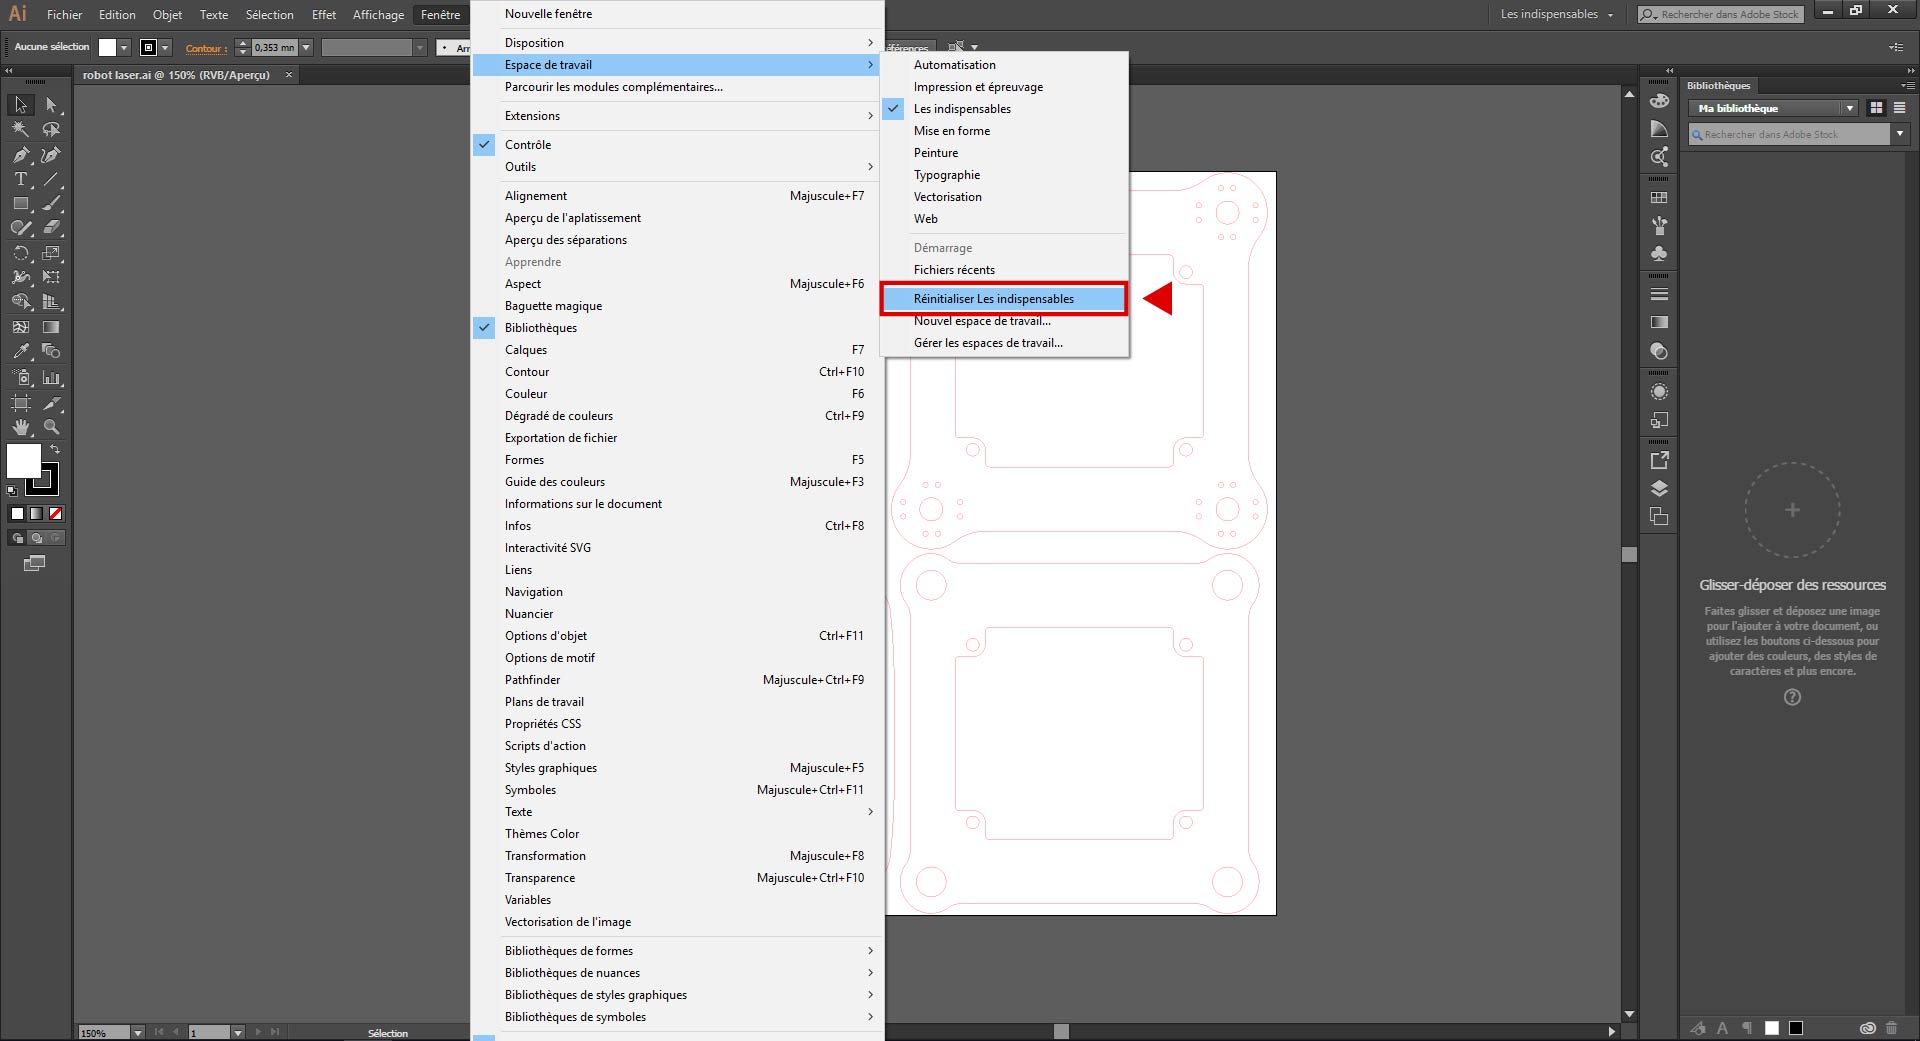 Ai Fichier Edition Objet Texte Sélection Effet Affichage Fenêtre
Les indispensables
Rechercher dans Adobe Stock
Aucune sélection
Contour :
0,353 mn
robot laser.ai @ 150% (RVB/Aperçu) ×
Nouvelle fenêtre
Disposition
Espace de travail
Parcourir les modules complémentaires...
Extensions
Contrôle
Outils
Alignement Majuscule+F7
Aperçu de l'aplatissement
Aperçu des séparations
Apprendre
Aspect Majuscule+F6
Baguette magique
Bibliothèques
Calques F7
Contour Ctrl+F10
Couleur F6
Dégradé de couleurs Ctrl+F9
Exportation de fichier
Formes F5
Guide des couleurs Majuscule+F3
Informations sur le document
Infos Ctrl+F8
Interactivité SVG
Liens
Navigation
Nuancier
Options d'objet Ctrl+F11
Options de motif
Pathfinder Majuscule+Ctrl+F9
Plans de travail
Propriétés CSS
Scripts d'action
Styles graphiques Majuscule+F5
Symboles Majuscule+Ctrl+F11
Texte
Thèmes Color
Transformation Majuscule+F8
Transparence Majuscule+Ctrl+F10
Variables
Vectorisation de l'image
Bibliothèques de formes
Bibliothèques de nuances
Bibliothèques de styles graphiques
Bibliothèques de symboles
Automatisation
Impression et épreuvage
Les indispensables
Mise en forme
Peinture
Typographie
Vectorisation
Web
Démarrage
Fichiers récents
Réinitialiser Les indispensables
Nouvel espace de travail...
Gérer les espaces de travail...
Bibliothèques
Ma bibliothèque
Rechercher dans Adobe Stock
Glisser-déposer des ressources
Faites glisser et déposez une image
pour l'ajouter à votre document, ou
utilisez les boutons ci-dessous pour
ajouter des couleurs, des styles de
caractères et plus encore.
?
150%
1
Sélection